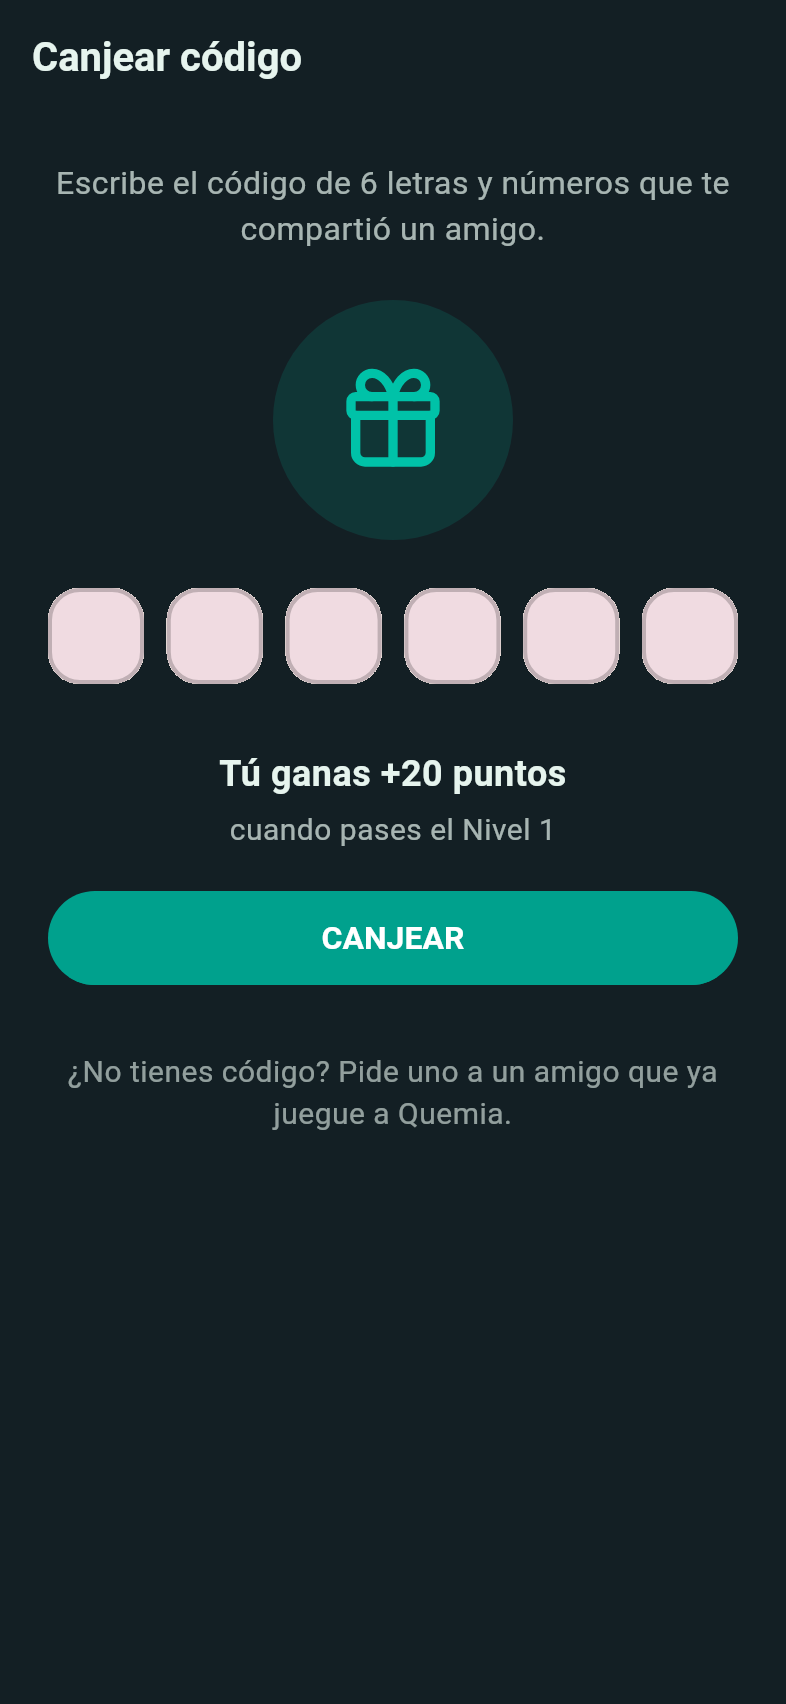 Canjear código
Escribe el código de 6 letras y números que te
compartió un amigo.
Tú ganas +20 puntos
cuando pases el Nivel 1
CANJEAR
¿No tienes código? Pide uno a un amigo que ya
juegue a Quemia.